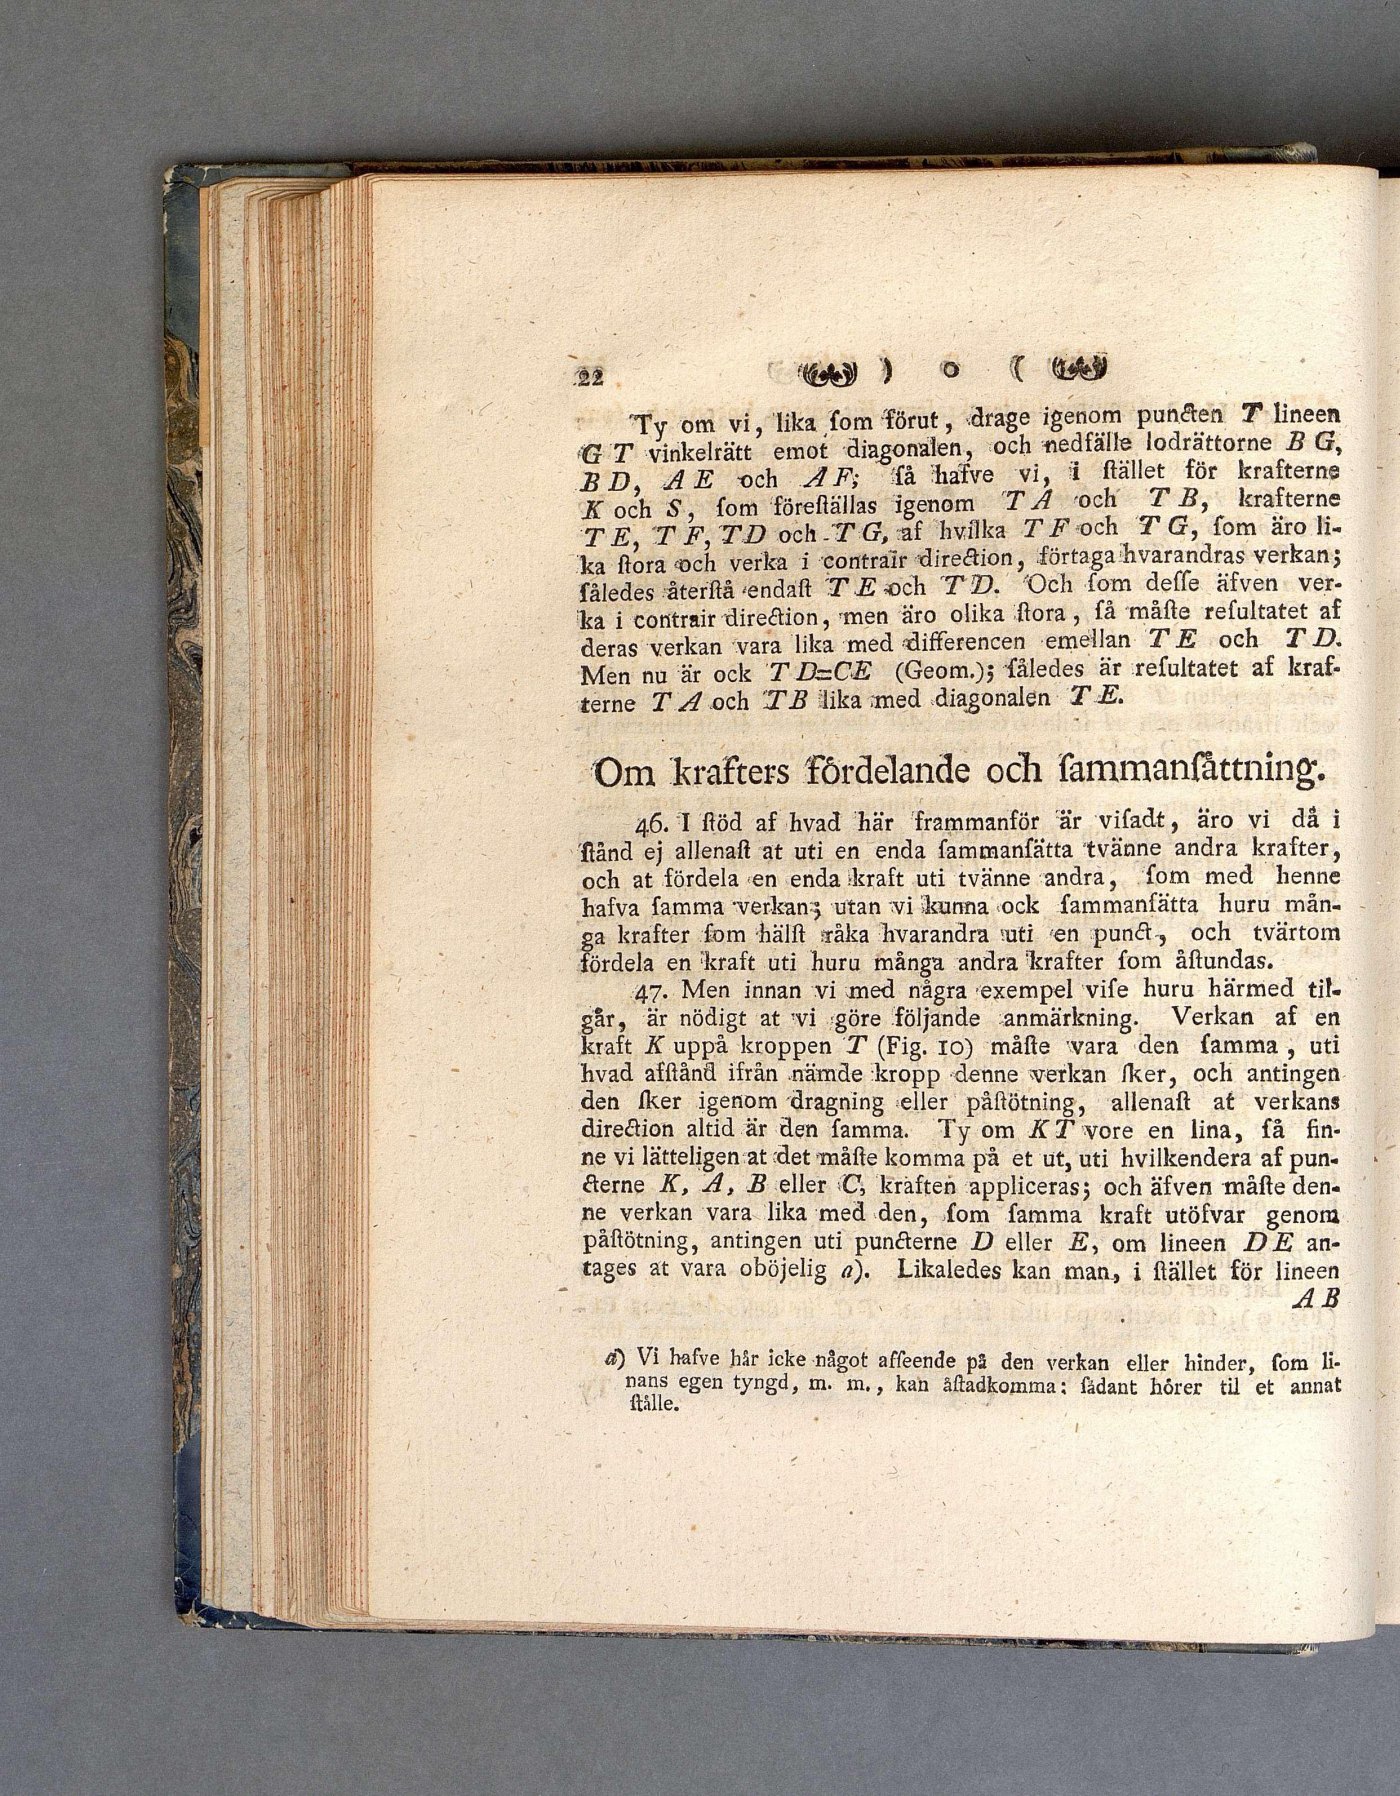 22 ) o (
Ty om vi, lika ſom förut, drage igenom puncten T lineen
G T vinkelrätt emot diagonalen, och nedfälle lodrättorne B G,
B D, A E och A F; ſå hafve vi, i ſtället för krafterne
K och S, ſom föreſtällas igenom T A och T B, krafterne
T E, T F, T D och T G, af hvilka T F och T G, ſom äro li-
ka ſtora och verka i contrair direction, förtaga hvarandras verkan;
ſåledes återſtå endaſt T E och T D. Och ſom deſſe äfven ver-
ka i contrair direction, men äro olika ſtora, ſå måſte reſultatet af
deras verkan vara lika med differencen emellan T E och T D.
Men nu är ock T D=CE (Geom.); ſåledes är reſultatet af kraf-
terne T A och T B lika med diagonalen T E.
Om krafters fördelande och ſammanſåttning.
46. I ſtöd af hvad här frammanför är viſadt, äro vi då i
ſtånd ej allenaſt at uti en enda ſammanſätta tvänne andra krafter,
och at fördela en enda kraft uti tvänne andra, ſom med henne
hafva ſamma verkan; utan vi kunna ock ſammanſätta huru mån-
ga krafter ſom hälſt råka hvarandra uti en punct, och tvärtom
fördela en kraft uti huru många andra krafter ſom åſtundas.
47. Men innan vi med några exempel viſe huru härmed til-
går, är nödigt at vi göre följande anmärkning. Verkan af en
kraft K uppå kroppen T (Fig. 10) måſte vara den ſamma, uti
hvad afſtånd ifrån nämde kropp denne verkan ſker, och antingen
den ſker igenom dragning eller påſtötning, allenaſt at verkans
direction altid är den ſamma. Ty om K T vore en lina, ſå fin-
ne vi lätteligen at det måſte komma på et ut, uti hvilkendera af pun-
cterne K, A, B eller C, kraften appliceras; och äfven måſte den-
ne verkan vara lika med den, ſom ſamma kraft utöfvar genom
påſtötning, antingen uti puncterne D eller E, om lineen D E an-
tages at vara oböjelig a). Likaledes kan man, i ſtället för lineen
A B
a) Vi hafve hår icke något afſeende på den verkan eller hinder, ſom li-
nans egen tyngd, m. m., kan åſtadkomma: ſådant hörer til et annat
ſtålle.